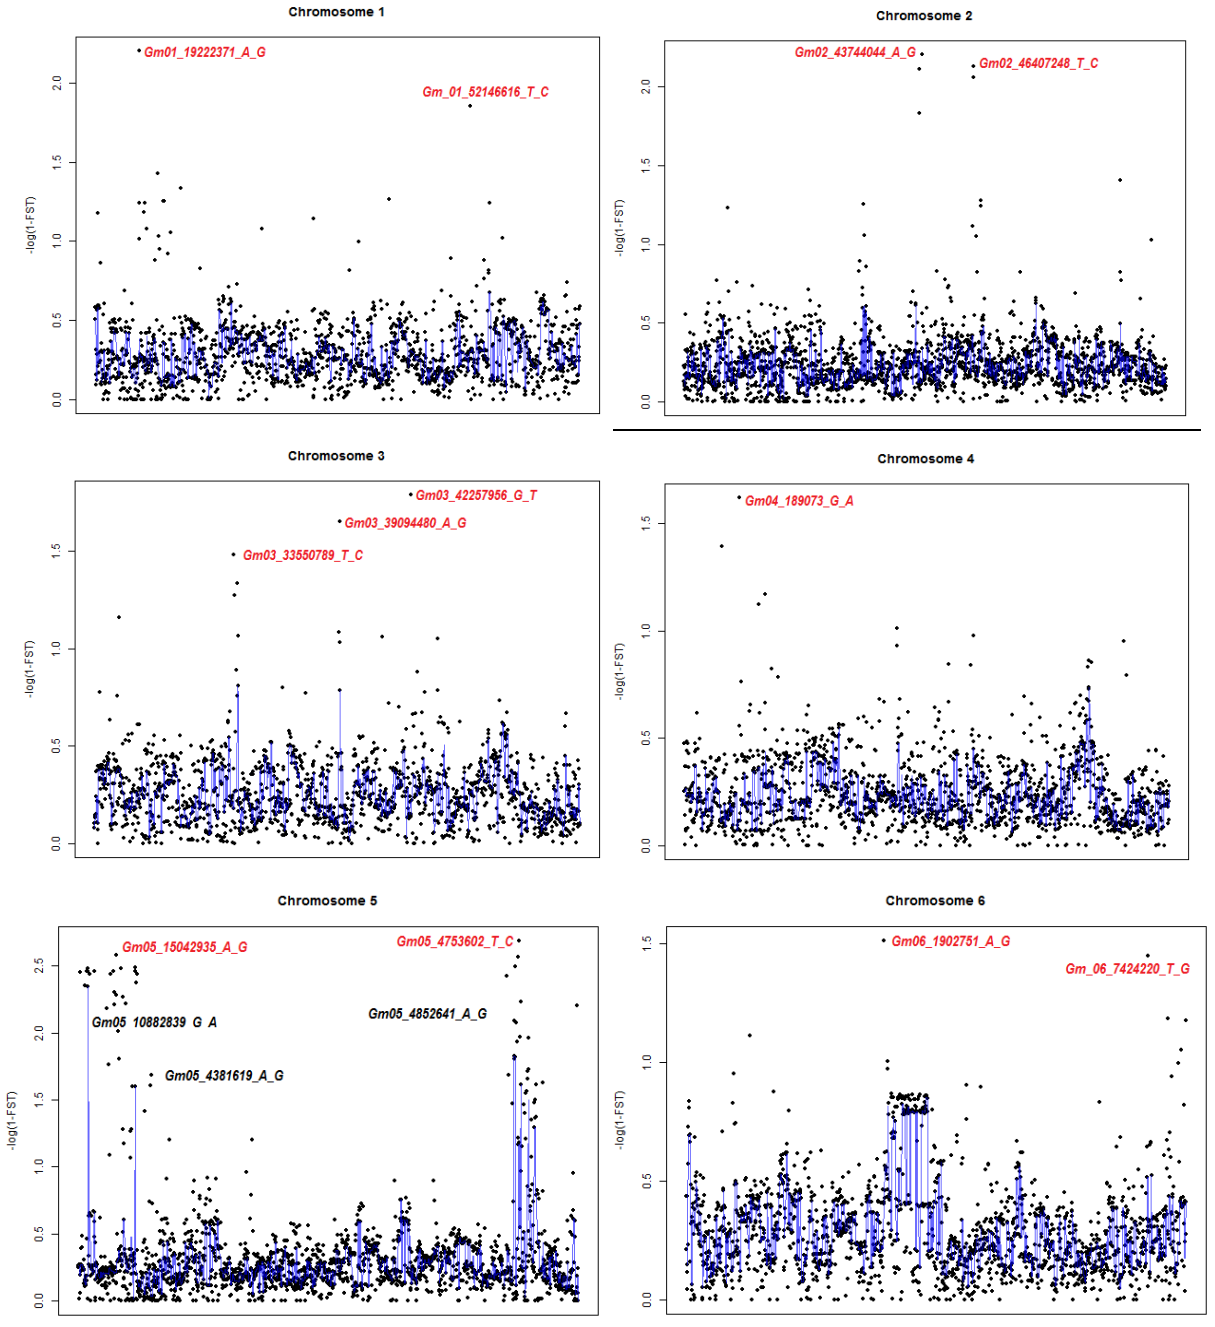 Chromosome 1
Gm01_19222371_A_G
Gm_01_52146616_T_C
-log(1-FST)
2.0
1.5
1.0
0.5
0.0
Chromosome 2
Gm02_43744044_A_G
Gm02_46407248_T_C
-log(1-FST)
2.0
1.5
1.0
0.5
0.0
Chromosome 3
Gm03_42257956_G_T
Gm03_39094480_A_G
Gm03_33550789_T_C
-log(1-FST)
1.5
1.0
0.5
0.0
Chromosome 4
Gm04_189073_G_A
-log(1-FST)
1.5
1.0
0.5
0.0
Chromosome 5
Gm05_15042935_A_G
Gm05_4753602_T_C
Gm05_10882839_G_A
Gm05_4852641_A_G
Gm05_4381619_A_G
-log(1-FST)
2.5
2.0
1.5
1.0
0.5
0.0
Chromosome 6
Gm06_1902751_A_G
Gm_06_7424220_T_G
-log(1-FST)
1.5
1.0
0.5
0.0